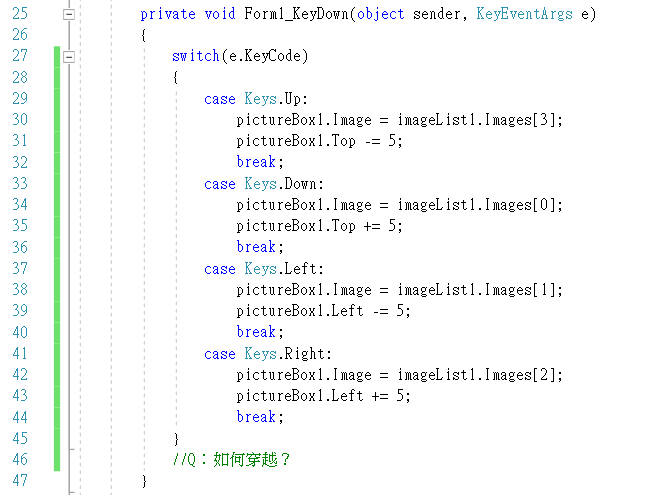 25 private void Form1_KeyDown(object sender, KeyEventArgs e)
26 {
27 switch(e.KeyCode)
28 {
29 case Keys.Up:
30 pictureBox1.Image = imageList1.Images[3];
31 pictureBox1.Top -= 5;
32 break;
33 case Keys.Down:
34 pictureBox1.Image = imageList1.Images[0];
35 pictureBox1.Top += 5;
36 break;
37 case Keys.Left:
38 pictureBox1.Image = imageList1.Images[1];
39 pictureBox1.Left -= 5;
40 break;
41 case Keys.Right:
42 pictureBox1.Image = imageList1.Images[2];
43 pictureBox1.Left += 5;
44 break;
45 }
46 //Q：如何穿越？
47 }